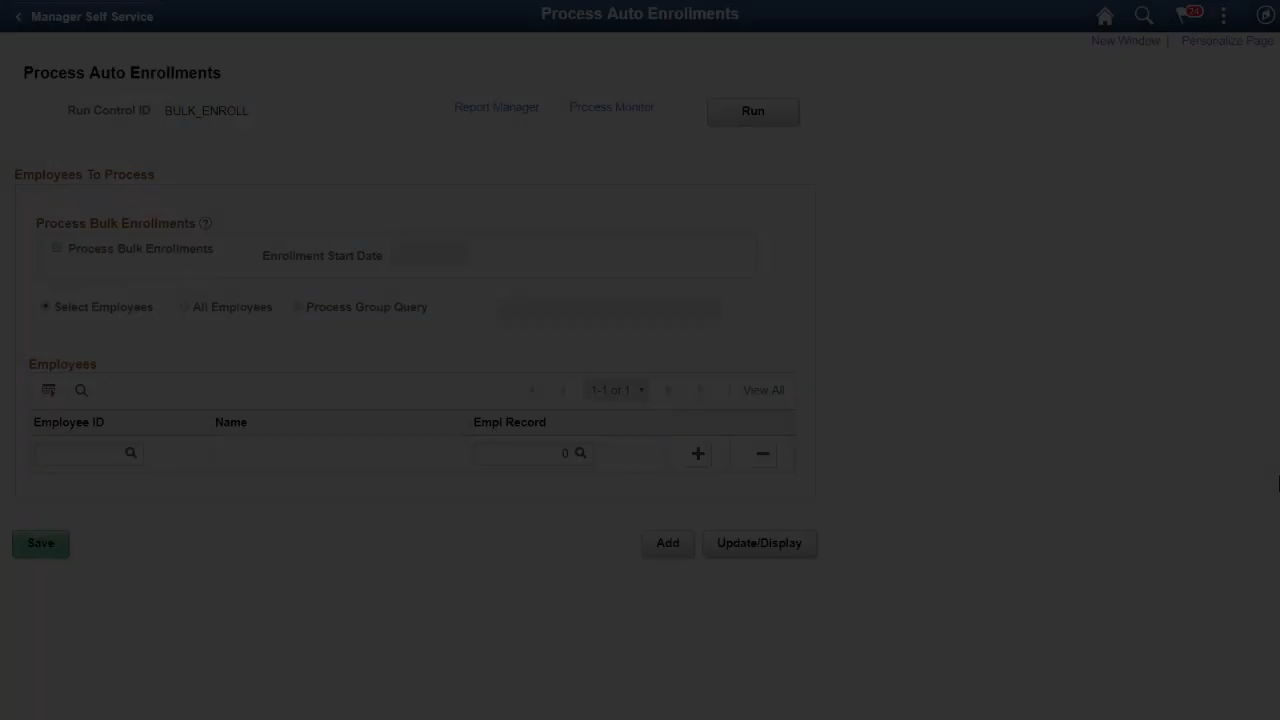 Manager Self Service
Process Auto Enrollments
24
New Window | Personalize Page
Process Auto Enrollments
Run Control ID BULK_ENROLL
Report Manager Process Monitor Run
Employees To Process
Process Bulk Enrollments ?
Process Bulk Enrollments Enrollment Start Date
Select Employees All Employees Process Group Query
Employees
1-1 of 1 | View All
Employee ID Name Empl Record
0
Save Add Update/Display